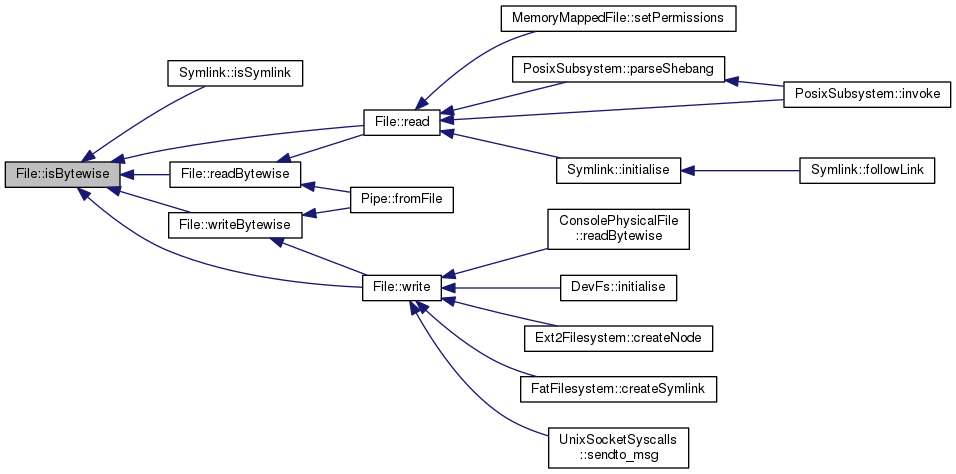 MemoryMappedFile::setPermissions
Symlink::isSymlink
PosixSubsystem::parseShebang
PosixSubsystem::invoke
File::read
File::isBytewise
File::readBytewise
Symlink::initialise
Symlink::followLink
Pipe::fromFile
File::writeBytewise
ConsolePhysicalFile
::readBytewise
File::write
DevFs::initialise
Ext2Filesystem::createNode
FatFilesystem::createSymlink
UnixSocketSyscalls
::sendto_msg